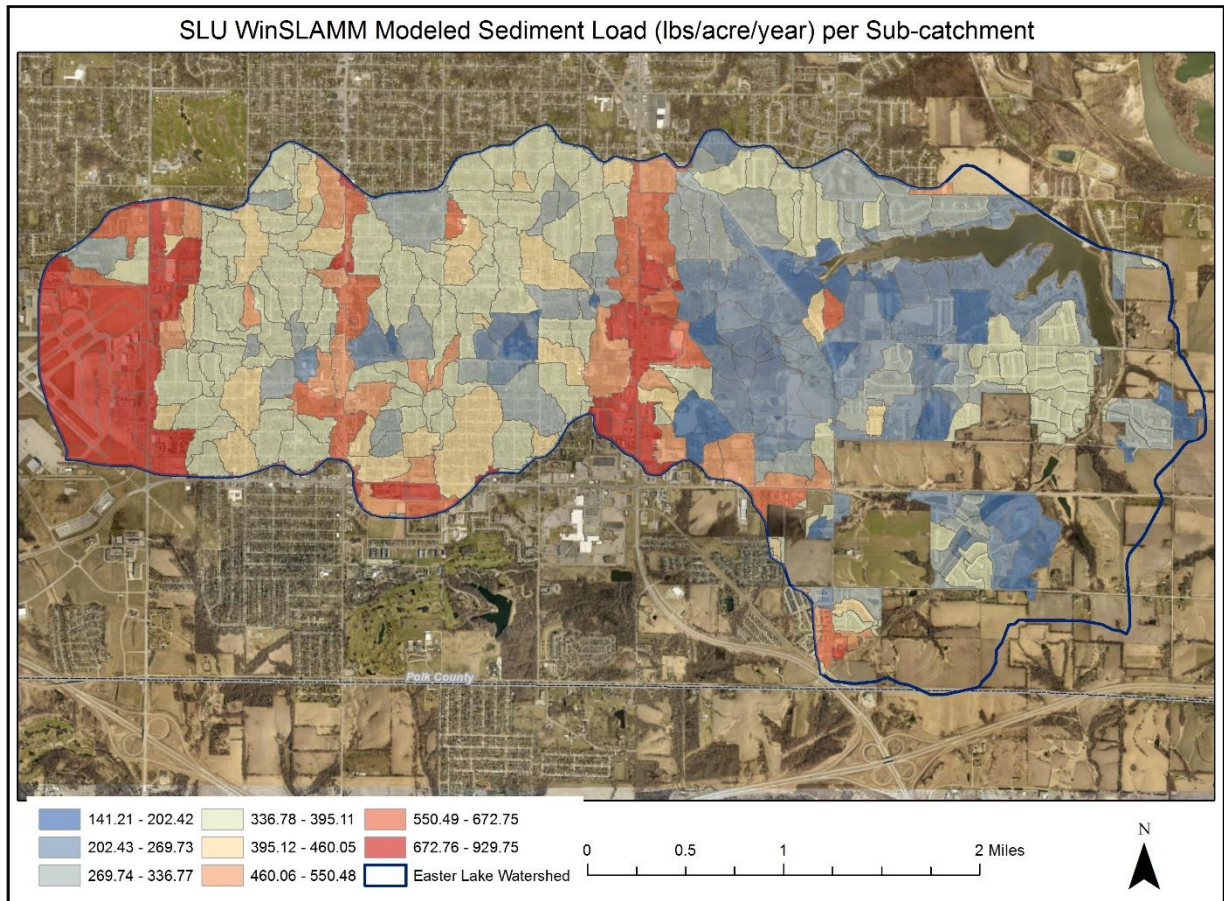 SLU WinSLAMM Modeled Sediment Load (lbs/acre/year) per Sub-catchment
Polk County
141.21 - 202.42
336.78 - 395.11
550.49 - 672.75
202.43 - 269.73
395.12 - 460.05
672.76 - 929.75
269.74 - 336.77
460.06 - 550.48
Easter Lake Watershed
0 0.5 1 2 Miles
N